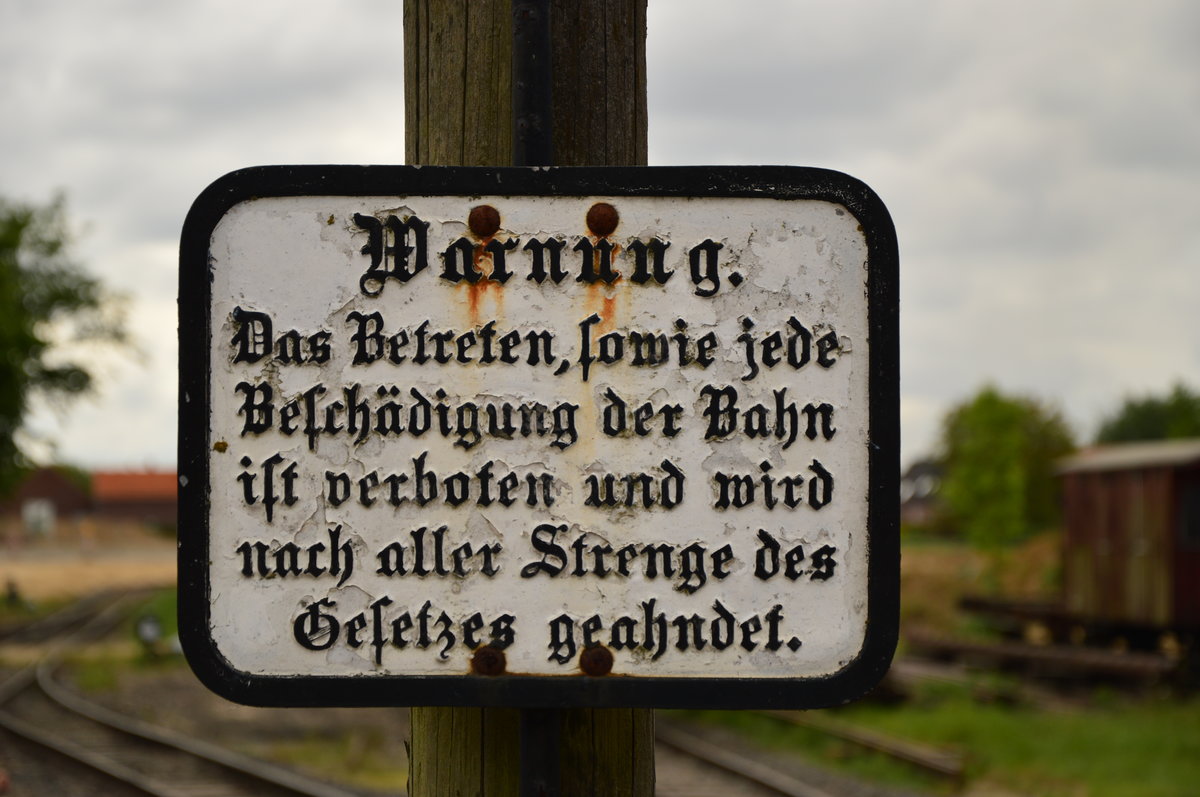 Warnung.
Das Betreten, ſowie jede
Beſchädigung der Bahn
iſt verboten und wird
nach aller Strenge des
Geſetzes geahndet.